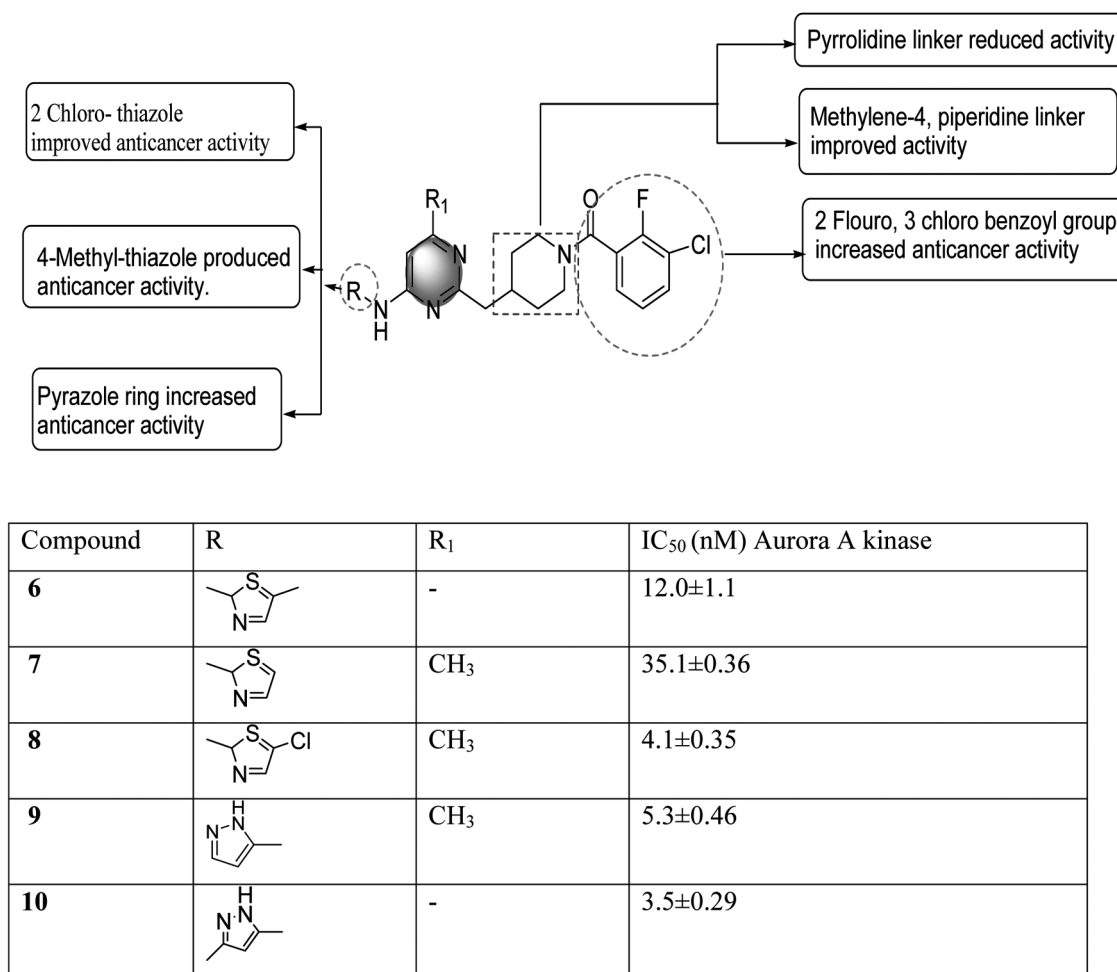 Pyrrolidine linker reduced activity
2 Chloro- thiazole
improved anticancer activity
Methylene-4, piperidine linker
improved activity
4-Methyl-thiazole produced
anticancer activity.
2 Flouro, 3 chloro benzoyl group
increased anticancer activity
Pyrazole ring increased
anticancer activity
R1
O
F
Cl
N
N
R
N
H
N
Compound R R1 IC50 (nM) Aurora A kinase
6 S N - 12.0±1.1
7 S N CH3 35.1±0.36
8 S Cl N CH3 4.1±0.35
9 H N N CH3 5.3±0.46
10 H N N - 3.5±0.29